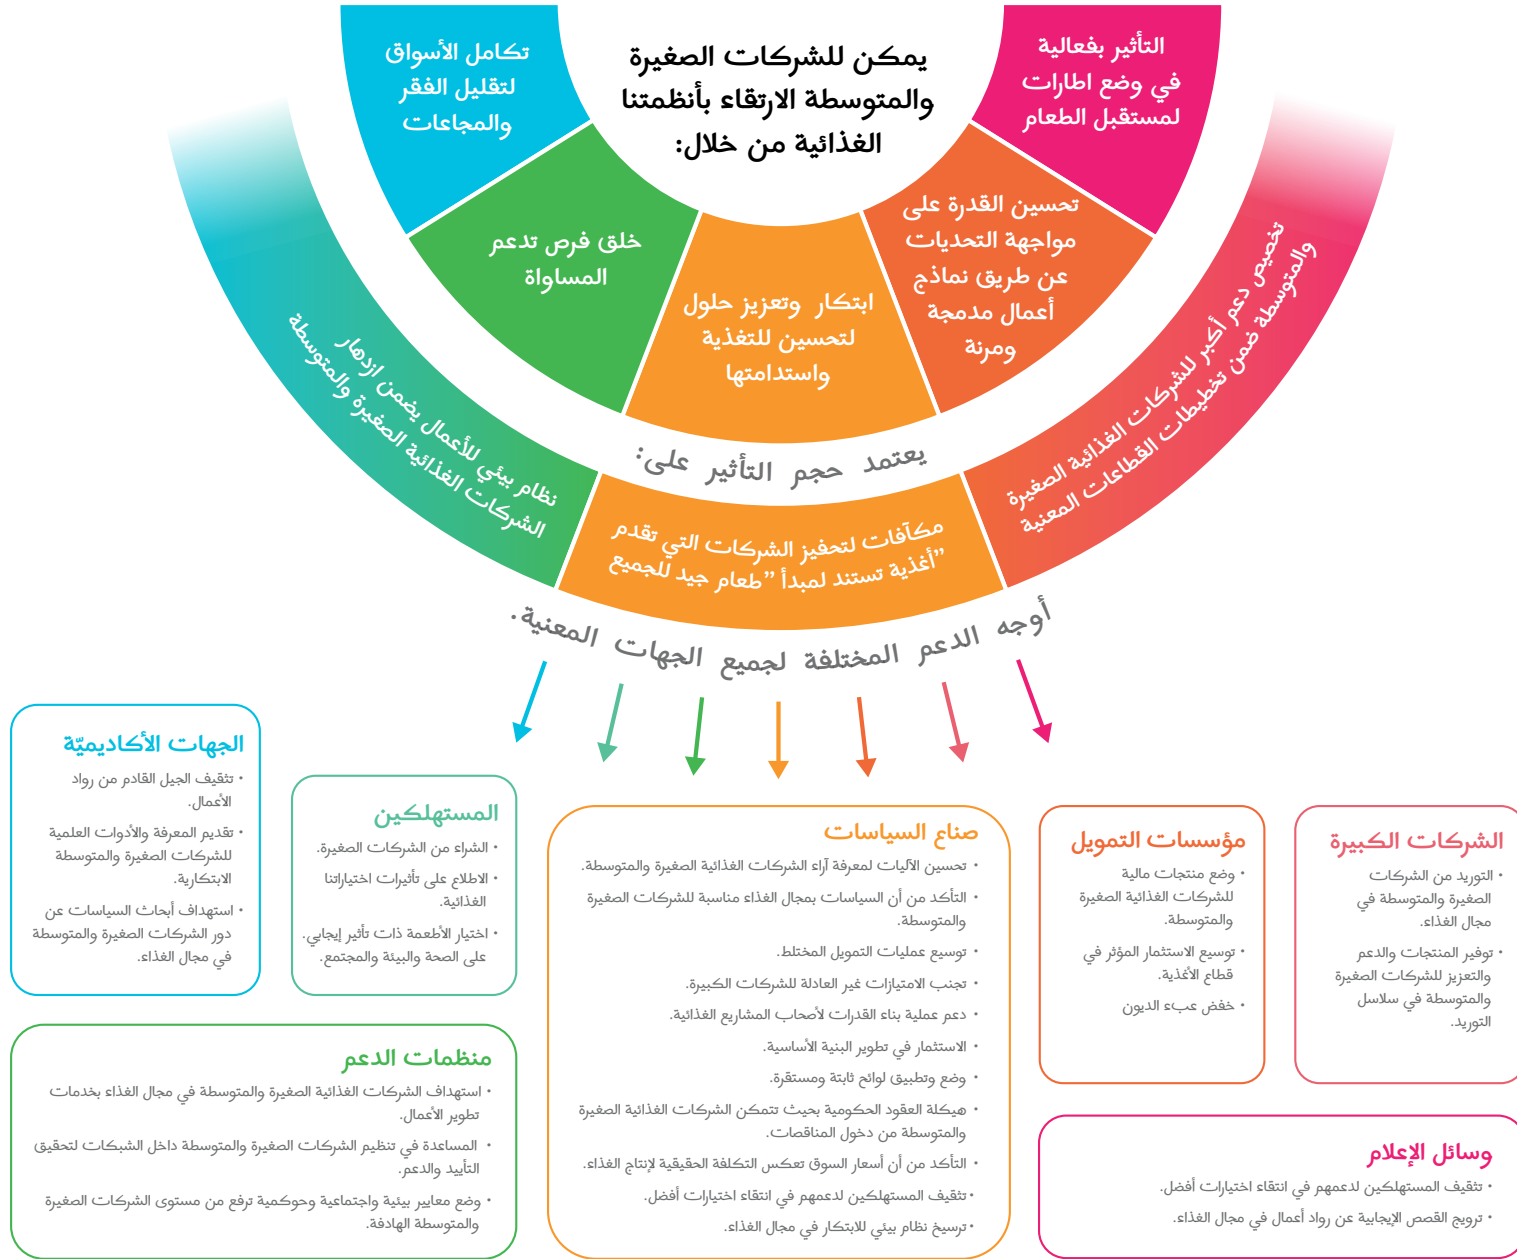 يمكن للشركات الصغيرة
والمتوسطة الارتقاء بأنظمتنا
الغذائية من خلال:
التأثير بفعالية
في وضع اطارات
لمستقبل الطعام
تحسين القدرة على
مواجهة التحديات
عن طريق نماذج
أعمال مدمجة
ومرنة
ابتكار وتعزيز حلول
لتحسين للتغذية
واستدامتها
خلق فرص تدعم
المساواة
تكامل الأسواق
لتقليل الفقر
والمجاعات
يعتمد حجم التأثير على:
تخصيص دعم أكبر للشركات الغذائية الصغيرة
والمتوسطة ضمن تخطيطات القطاعات المعنية
مكآفات لتحفيز الشركات التي تقدم
أغذية تستند لمبدأ ”طعام جيد للجميع”
نظام بيئي للأعمال يضمن ازدهار
الشركات الغذائية الصغيرة والمتوسطة
أوجه الدعم المختلفة لجميع الجهات المعنية.
الشركات الكبيرة
• التوريد من الشركات
الصغيرة والمتوسطة في
مجال الغذاء.
• توفير المنتجات والدعم
والتعزيز للشركات الصغيرة
والمتوسطة في سلاسل
التوريد.
مؤسسات التمويل
• وضع منتجات مالية
للشركات الغذائية الصغيرة
والمتوسطة.
• توسيع الاستثمار المؤثر في
قطاع الأغذية.
• خفض عبء الديون
وسائل الإعلام
• تثقيف المستهلكين لدعمهم في انتقاء اختيارات أفضل.
• ترويج القصص الإيجابية عن رواد أعمال في مجال الغذاء.
صناع السياسات
• تحسين الآليات لمعرفة آراء الشركات الغذائية الصغيرة والمتوسطة.
• التأكد من أن السياسات بمجال الغذاء مناسبة للشركات الصغيرة
والمتوسطة.
• توسيع عمليات التمويل المختلط.
• تجنب الامتيازات غير العادلة للشركات الكبيرة.
• دعم عملية بناء القدرات لأصحاب المشاريع الغذائية.
• الاستثمار في تطوير البنية الأساسية.
• وضع وتطبيق لوائح ثابتة ومستقرة.
• هيكلة العقود الحكومية بحيث تتمكن الشركات الغذائية الصغيرة
والمتوسطة من دخول المناقصات.
• التأكد من أن أسعار السوق تعكس التكلفة الحقيقية لإنتاج الغذاء.
• تثقيف المستهلكين لدعمهم في انتقاء اختيارات أفضل.
• ترسيخ نظام بيئي للابتكار في مجال الغذاء.
المستهلكين
• الشراء من الشركات الصغيرة.
• الاطلاع على تأثيرات اختياراتنا
الغذائية.
• اختيار الأطعمة ذات تأثير إيجابي.
على الصحة والبيئة والمجتمع.
الجهات الأكاديميّة
• تثقيف الجيل القادم من رواد
الأعمال.
• تقديم المعرفة والأدوات العلمية
للشركات الصغيرة والمتوسطة
الابتكارية.
• استهداف أبحاث السياسات عن
دور الشركات الصغيرة والمتوسطة
في مجال الغذاء.
منظمات الدعم
• استهداف الشركات الغذائية الصغيرة والمتوسطة في مجال الغذاء بخدمات
تطوير الأعمال.
• المساعدة في تنظيم الشركات الصغيرة والمتوسطة داخل الشبكات لتحقيق
التأييد والدعم.
• وضع معايير بيئية واجتماعية وحوكمية ترفع من مستوى الشركات الصغيرة
والمتوسطة الهادفة.